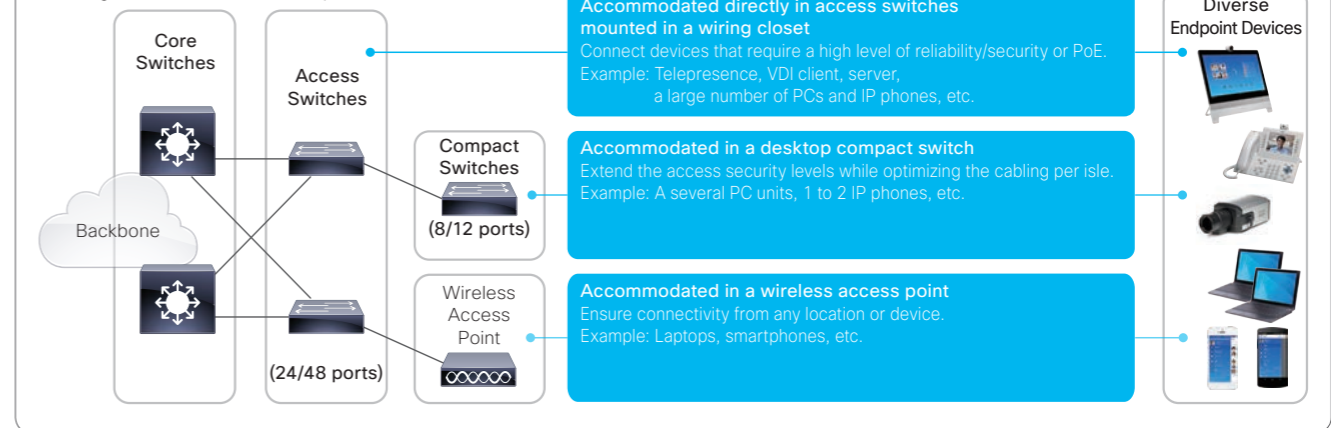 Core
Switches
Access
Switches
Backbone
(24/48 ports)
Compact
Switches
(8/12 ports)
Wireless
Access
Point
Accommodated directly in access switches
mounted in a wiring closet
Connect devices that require a high level of reliability/security or PoE.
Example: Telepresence, VDI client, server,
a large number of PCs and IP phones, etc.
Accommodated in a desktop compact switch
Extend the access security levels while optimizing the cabling per isle.
Example: A several PC units, 1 to 2 IP phones, etc.
Accommodated in a wireless access point
Ensure connectivity from any location or device.
Example: Laptops, smartphones, etc.
Diverse
Endpoint Devices